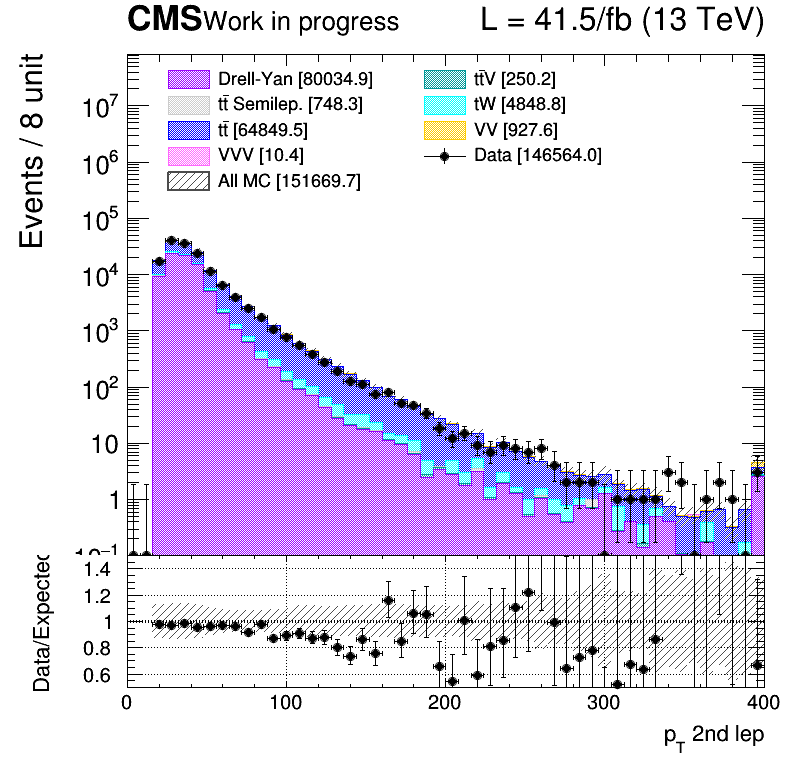 CMS Work in progress L = 41.5/fb (13 TeV)
Events / 8 unit
Drell-Yan [80034.9]
tt̄ Semilep. [748.3]
tt̄ [64849.5]
VVV [10.4]
All MC [151669.7]
tt̄V [250.2]
tW [4848.8]
VV [927.6]
Data [146564.0]
10⁷
10⁶
10⁵
10⁴
10³
10²
10
1
10⁻¹
Data/Expected
1.4
1.2
1
0.8
0.6
0 100 200 300 400
p_T 2nd lep